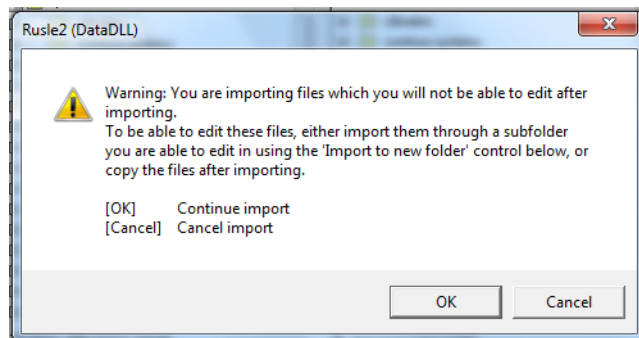 Rusle2 (DataDLL)
Warning: You are importing files which you will not be able to edit after
importing.
To be able to edit these files, either import them through a subfolder
you are able to edit in using the 'Import to new folder' control below, or
copy the files after importing.
[OK] Continue import
[Cancel] Cancel import
OK Cancel